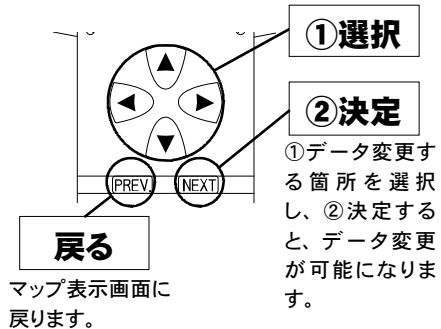 ①選択
②決定
①データ変更す
る箇所を選択
し、②決定する
と、データ変更
が可能になりま
す。
PREV.
NEXT
戻る
マップ表示画面に
戻ります。